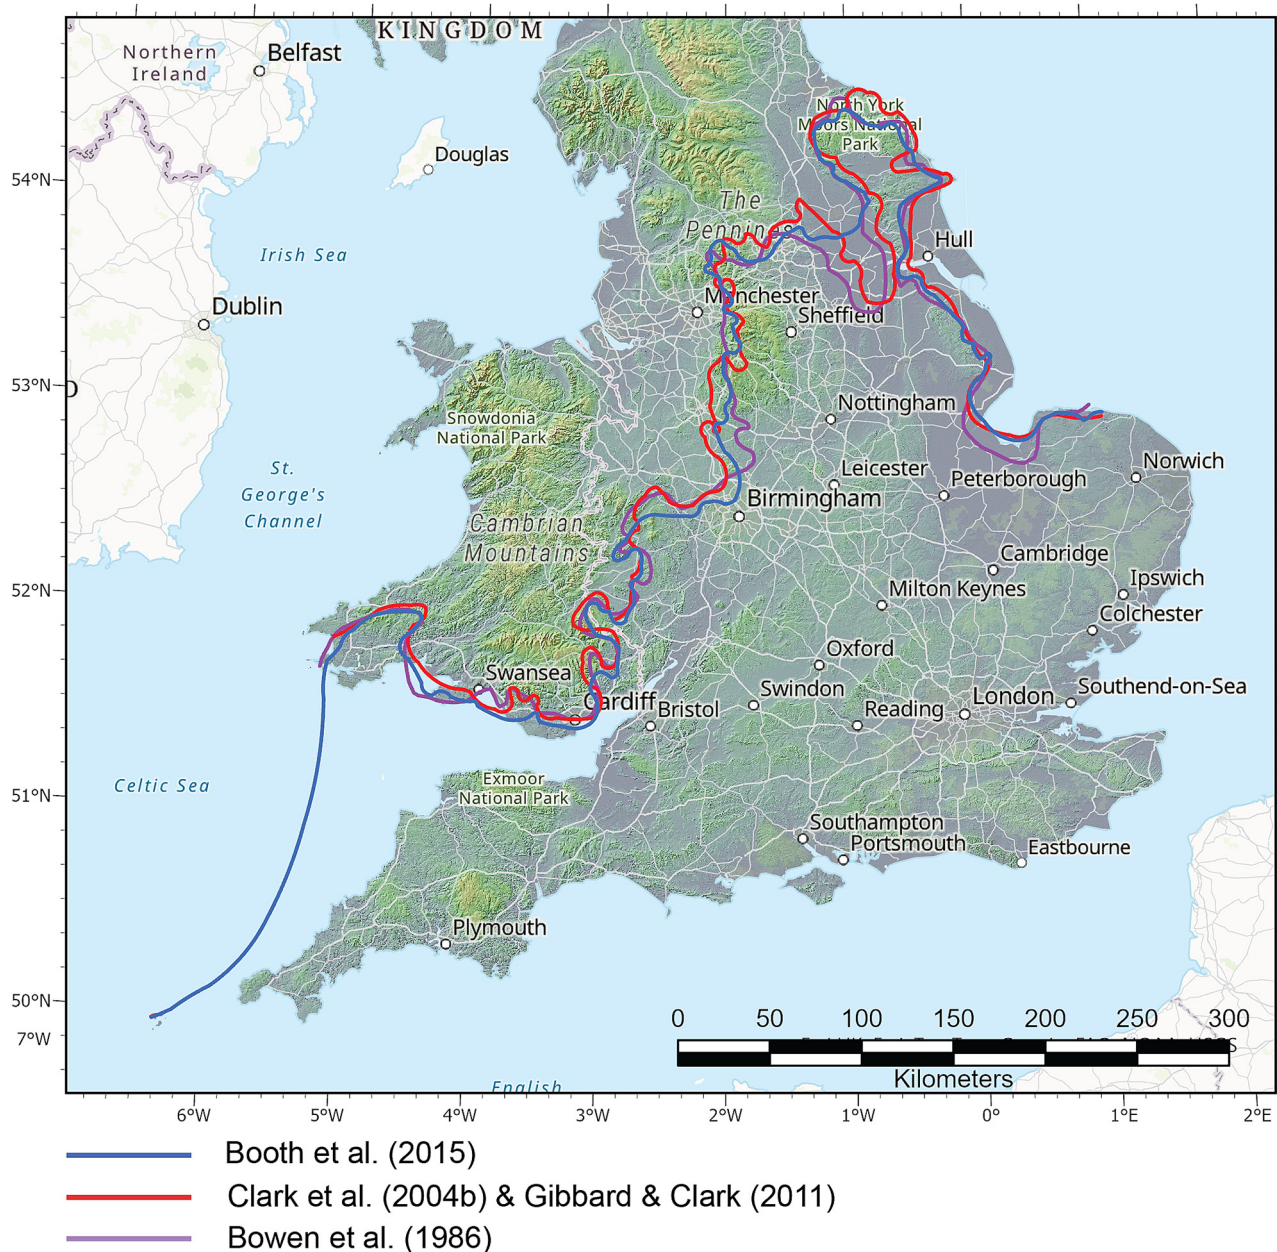 KINGDOM
Northern
Ireland
Belfast
North York
Moors National
Park
Douglas
54°N
The
Pennines
Irish Sea
Hull
Dublin
Manchester
Sheffield
53°N
D
Snowdonia
National Park
Nottingham
St.
George's
Channel
Leicester
Norwich
Peterborough
Birmingham
Cambrian
Mountains
Cambridge
52°N
Milton Keynes
Ipswich
Colchester
Oxford
Swansea
Swindon
London
Southend-on-Sea
Cardiff
Bristol
Reading
Celtic Sea
51°N
Exmoor
National Park
Southampton
Portsmouth
Eastbourne
Plymouth
50°N
0 50 100 150 200 250 300
7°W
Kilometers
English
6°W 5°W 4°W 3°W 2°W 1°W 0° 1°E 2°E
Booth et al. (2015)
Clark et al. (2004b) & Gibbard & Clark (2011)
Bowen et al. (1986)